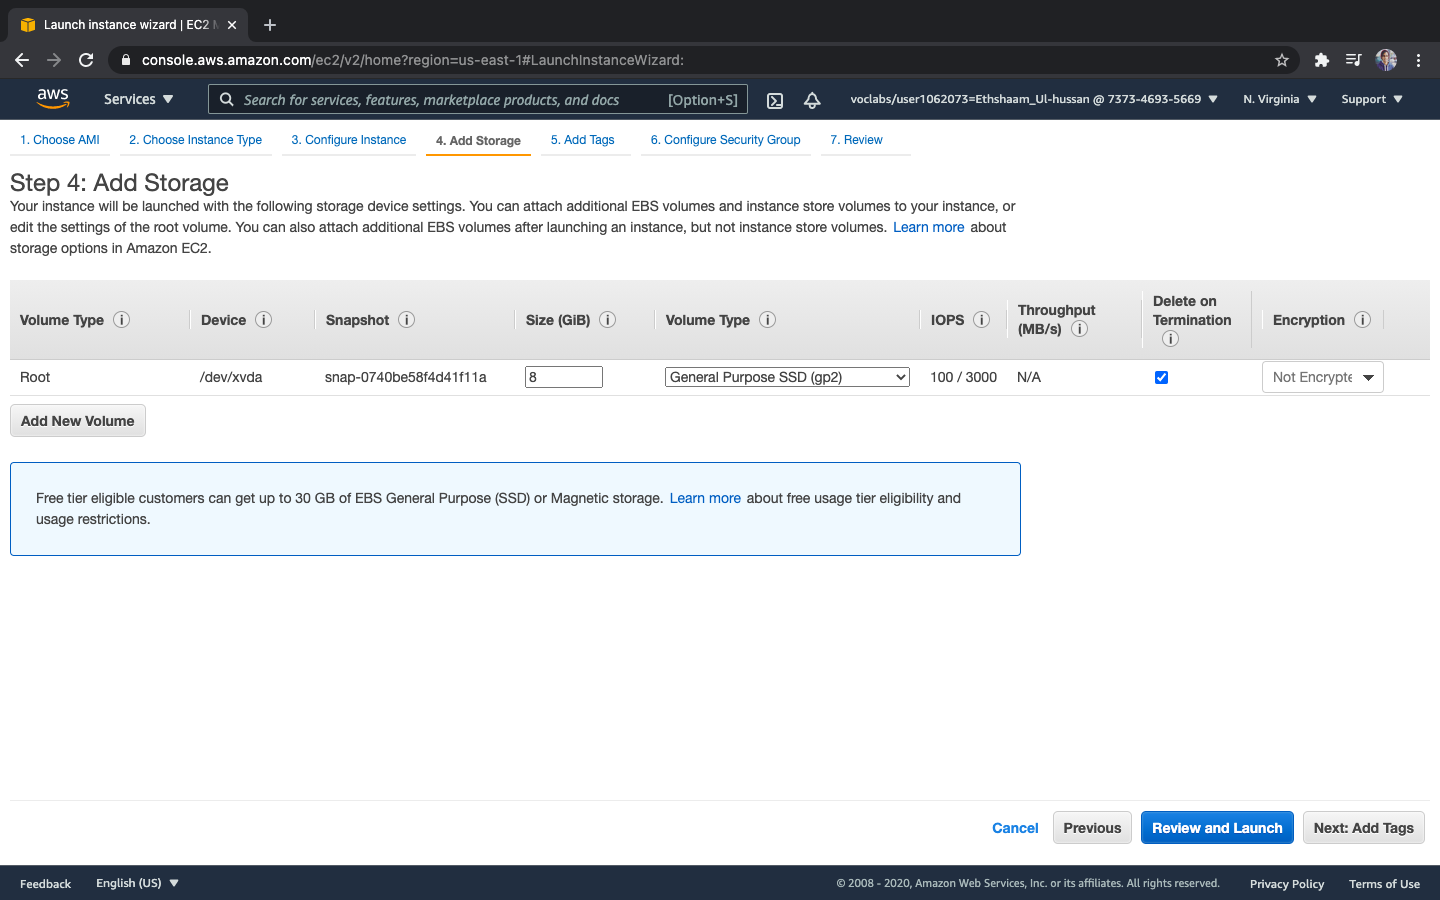 Launch instance wizard | EC2 M
console.aws.amazon.com/ec2/v2/home?region=us-east-1#LaunchInstanceWizard:
aws
Services
Search for services, features, marketplace products, and docs
[Option+S]
voclabs/user1062073=Ethshaam_Ul-hussan @ 7373-4693-5669
N. Virginia
Support
1. Choose AMI
2. Choose Instance Type
3. Configure Instance
4. Add Storage
5. Add Tags
6. Configure Security Group
7. Review
Step 4: Add Storage
Your instance will be launched with the following storage device settings. You can attach additional EBS volumes and instance store volumes to your instance, or
edit the settings of the root volume. You can also attach additional EBS volumes after launching an instance, but not instance store volumes. Learn more about
storage options in Amazon EC2.
Volume Type i
Device i
Snapshot i
Size (GiB) i
Volume Type i
IOPS i
Throughput
(MB/s) i
Delete on
Termination
i
Encryption i
Root
/dev/xvda
snap-0740be58f4d41f11a
8
General Purpose SSD (gp2)
100 / 3000
N/A
Not Encrypte
Add New Volume
Free tier eligible customers can get up to 30 GB of EBS General Purpose (SSD) or Magnetic storage. Learn more about free usage tier eligibility and
usage restrictions.
Cancel
Previous
Review and Launch
Next: Add Tags
Feedback
English (US)
© 2008 - 2020, Amazon Web Services, Inc. or its affiliates. All rights reserved.
Privacy Policy
Terms of Use